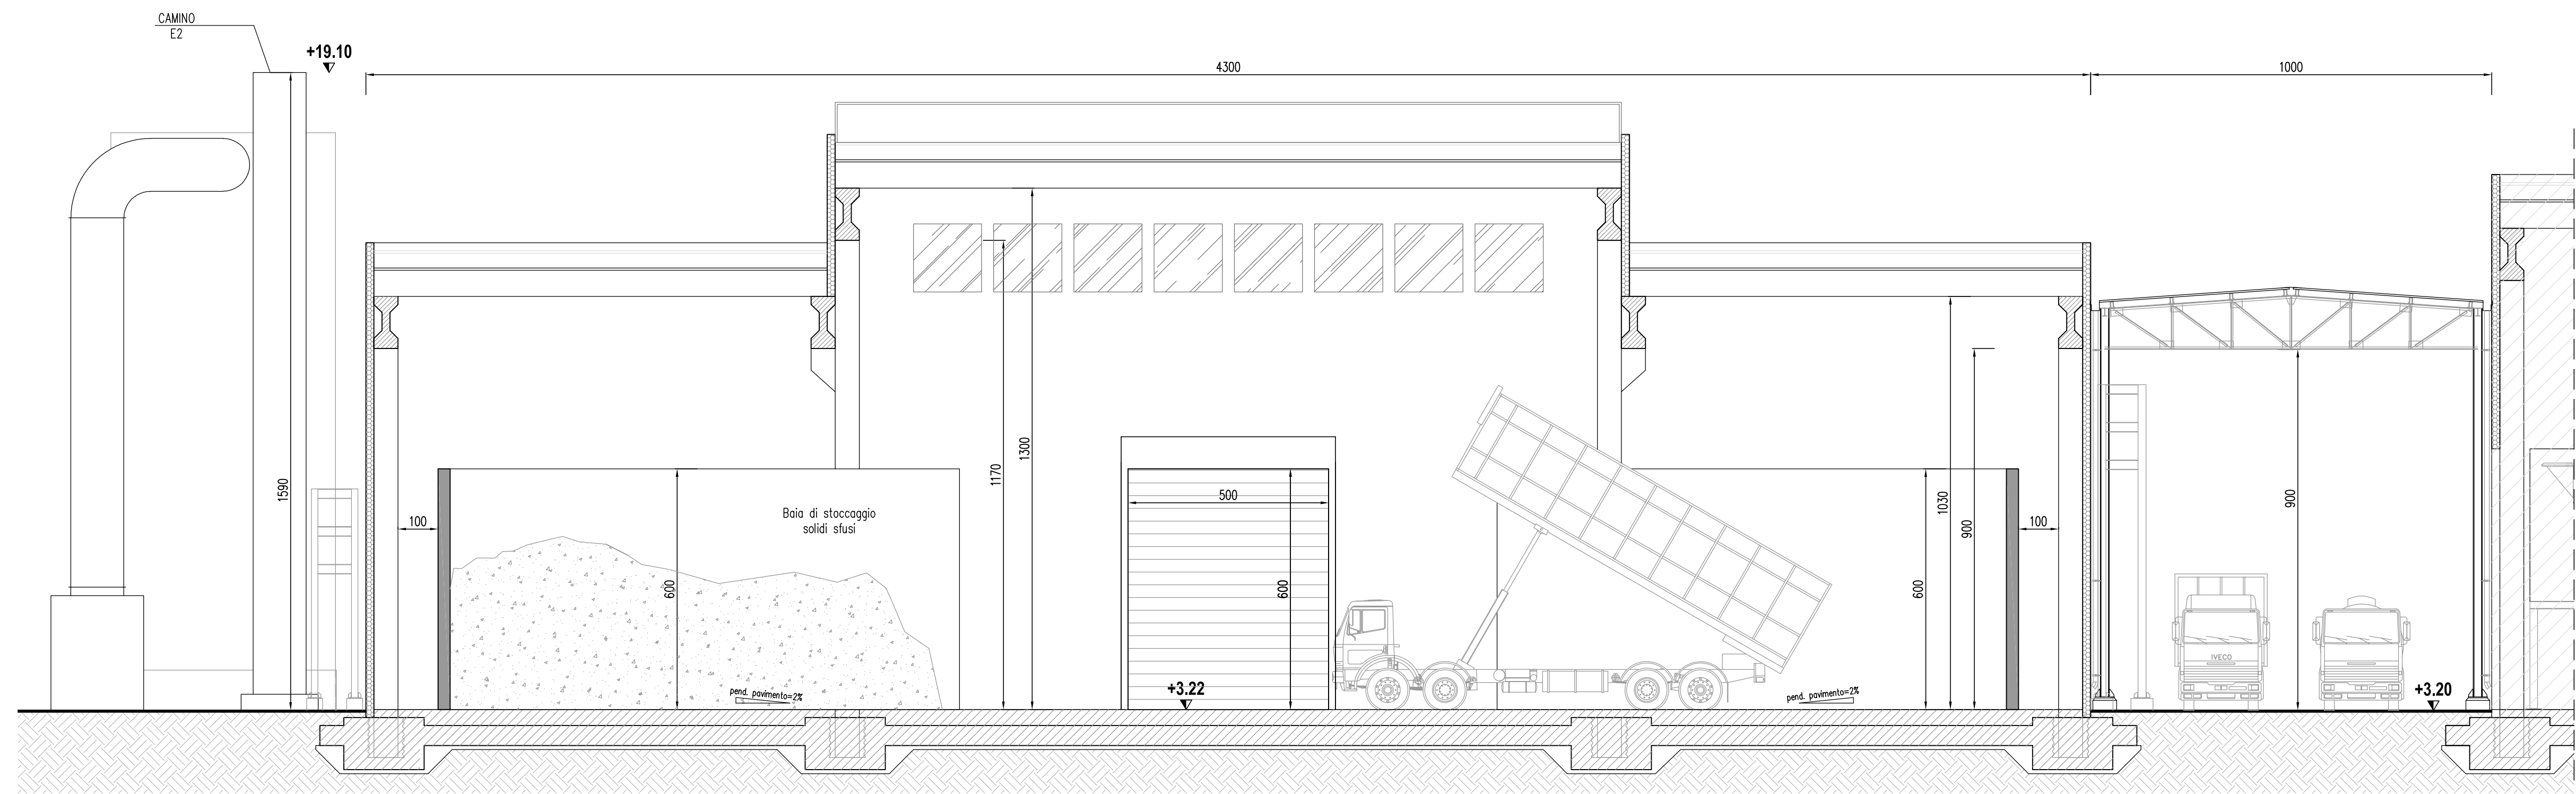 CAMINO
E2
+19.10
4300
1000
1590
100
600
Baia di stoccaggio
solidi sfusi
pend. pavimento=2%
1170
1300
500
600
+3.22
pend. pavimento=2%
600
1030
900
100
900
IVECO
+3.20